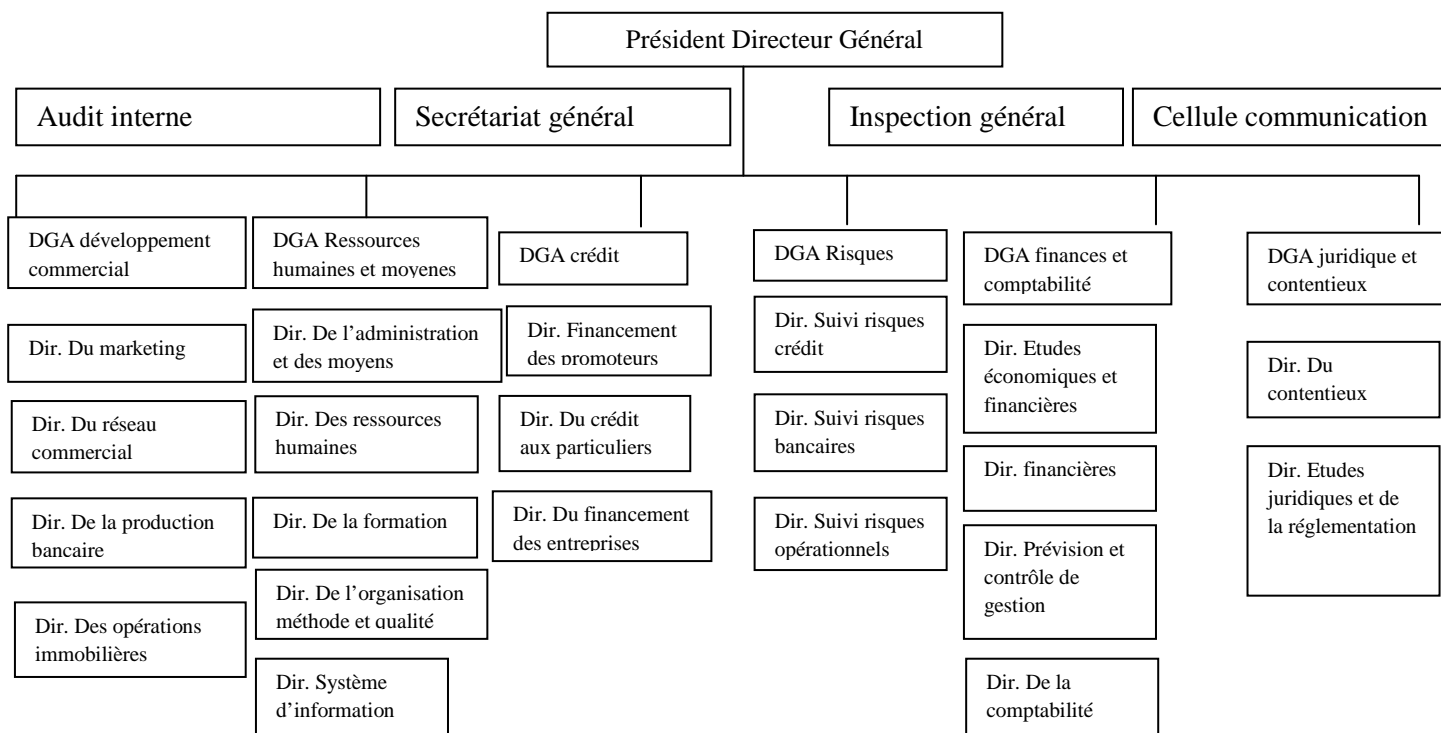 Président Directeur Général
Audit interne
Secrétariat général
Inspection général
Cellule communication
DGA développement
commercial
Dir. Du marketing
Dir. Du réseau
commercial
Dir. De la production
bancaire
Dir. Des opérations
immobilières
DGA Ressources
humaines et moyenes
Dir. De l’administration
et des moyens
Dir. Des ressources
humaines
Dir. De la formation
Dir. De l’organisation
méthode et qualité
Dir. Système
d’information
DGA crédit
Dir. Financement
des promoteurs
Dir. Du crédit
aux particuliers
Dir. Du financement
des entreprises
DGA Risques
Dir. Suivi risques
crédit
Dir. Suivi risques
bancaires
Dir. Suivi risques
opérationnels
DGA finances et
comptabilité
Dir. Etudes
économiques et
financières
Dir. financières
Dir. Prévision et
contrôle de
gestion
Dir. De la
comptabilité
DGA juridique et
contentieux
Dir. Du
contentieux
Dir. Etudes
juridiques et de
la réglementation